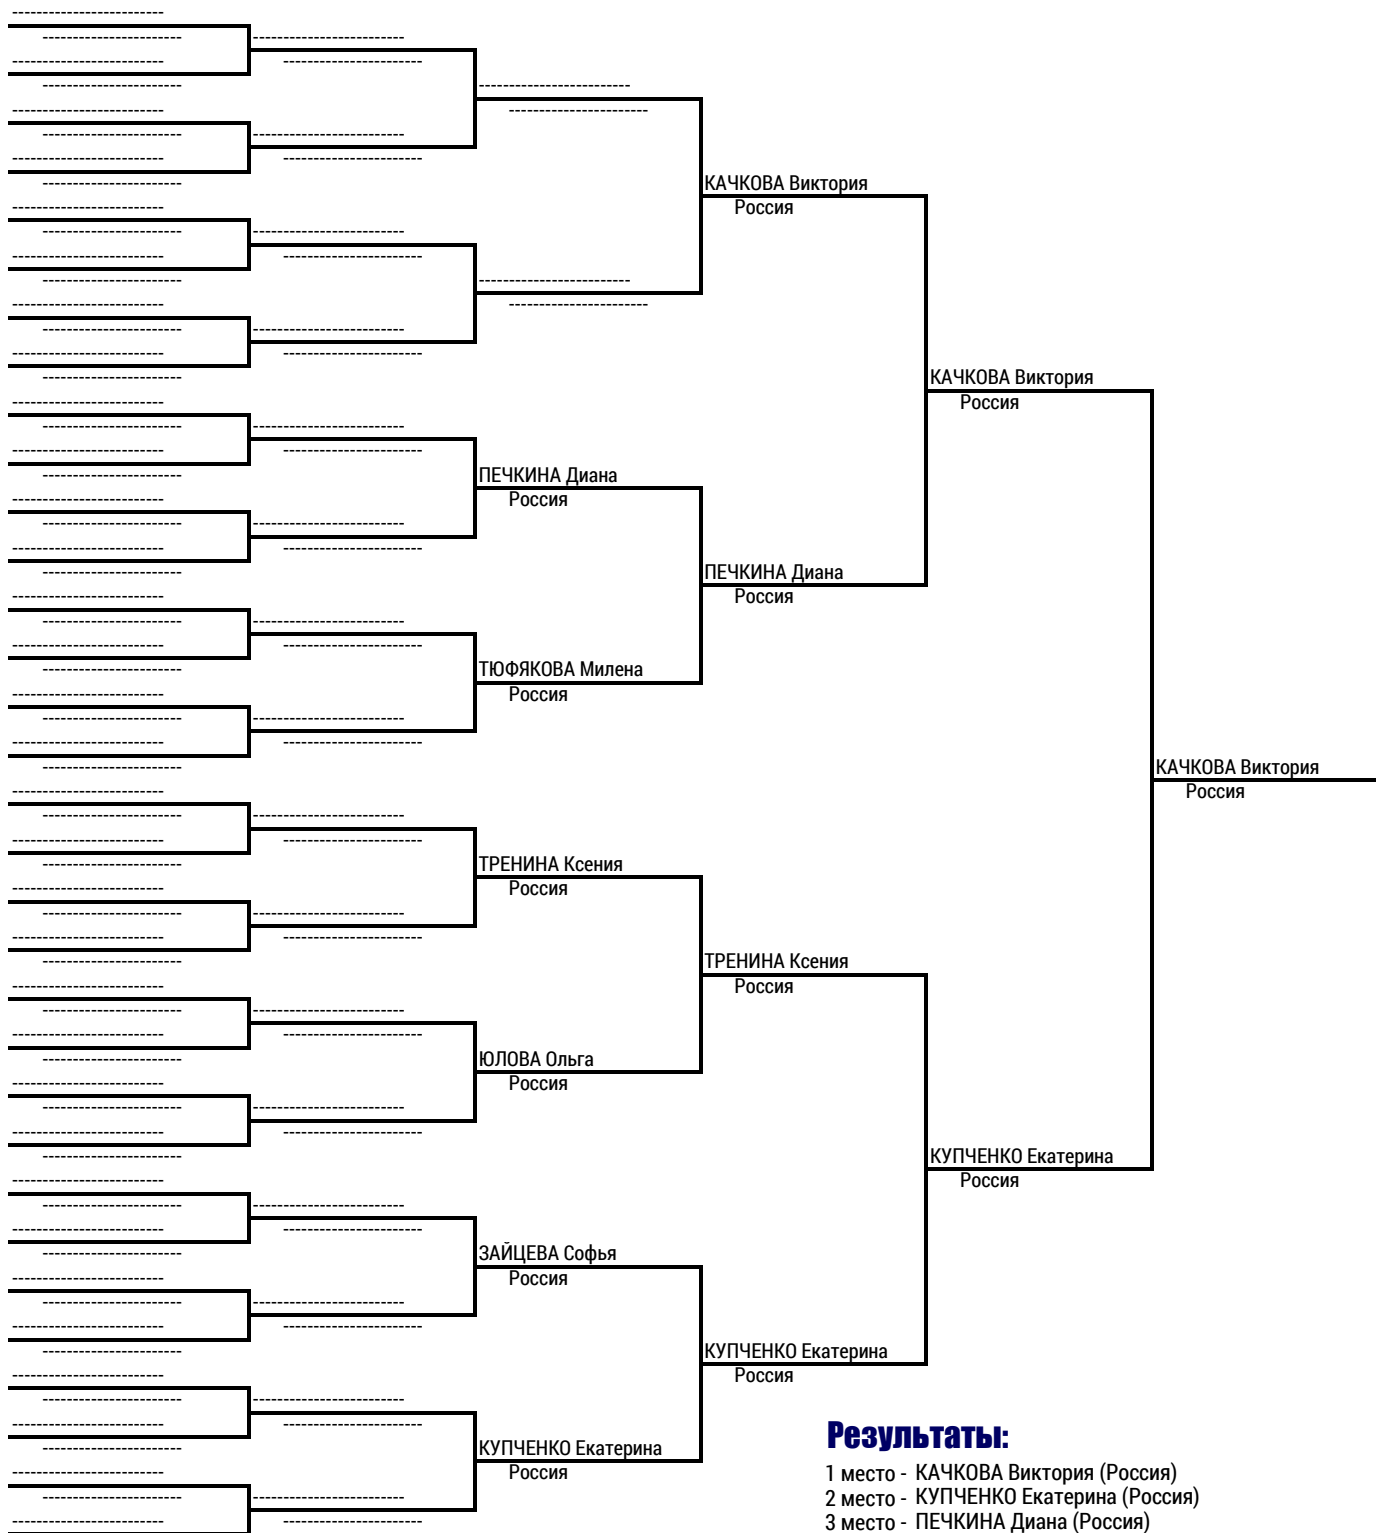 КАЧКОВА Виктория
Россия
КАЧКОВА Виктория
Россия
ПЕЧКИНА Диана
Россия
ПЕЧКИНА Диана
Россия
ТЮФЯКОВА Милена
Россия
КАЧКОВА Виктория
Россия
ТРЕНИНА Ксения
Россия
ТРЕНИНА Ксения
Россия
ЮЛОВА Ольга
Россия
КУПЧЕНКО Екатерина
Россия
ЗАЙЦЕВА Софья
Россия
КУПЧЕНКО Екатерина
Россия
КУПЧЕНКО Екатерина
Россия
Результаты:
1 место - КАЧКОВА Виктория (Россия)
2 место - КУПЧЕНКО Екатерина (Россия)
3 место - ПЕЧКИНА Диана (Россия)